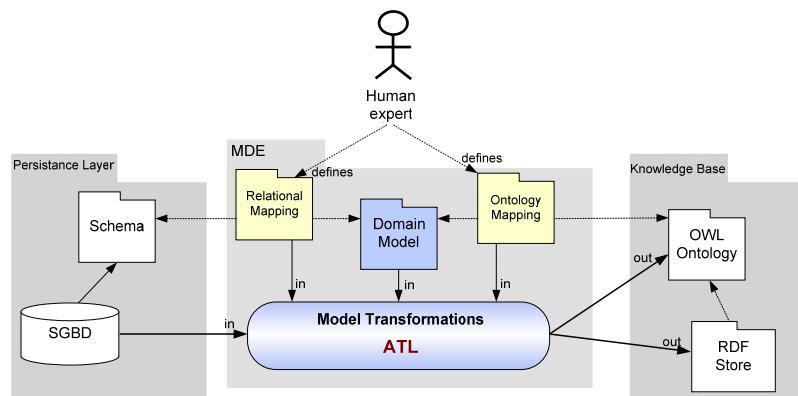 Human
expert
MDE
Persistance Layer
defines
defines
Knowledge Base
Relational
Mapping
Ontology
Mapping
Schema
Domain
Model
OWL
Ontology
in
in
in
out
SGBD
in
Model Transformations
ATL
out
RDF
Store